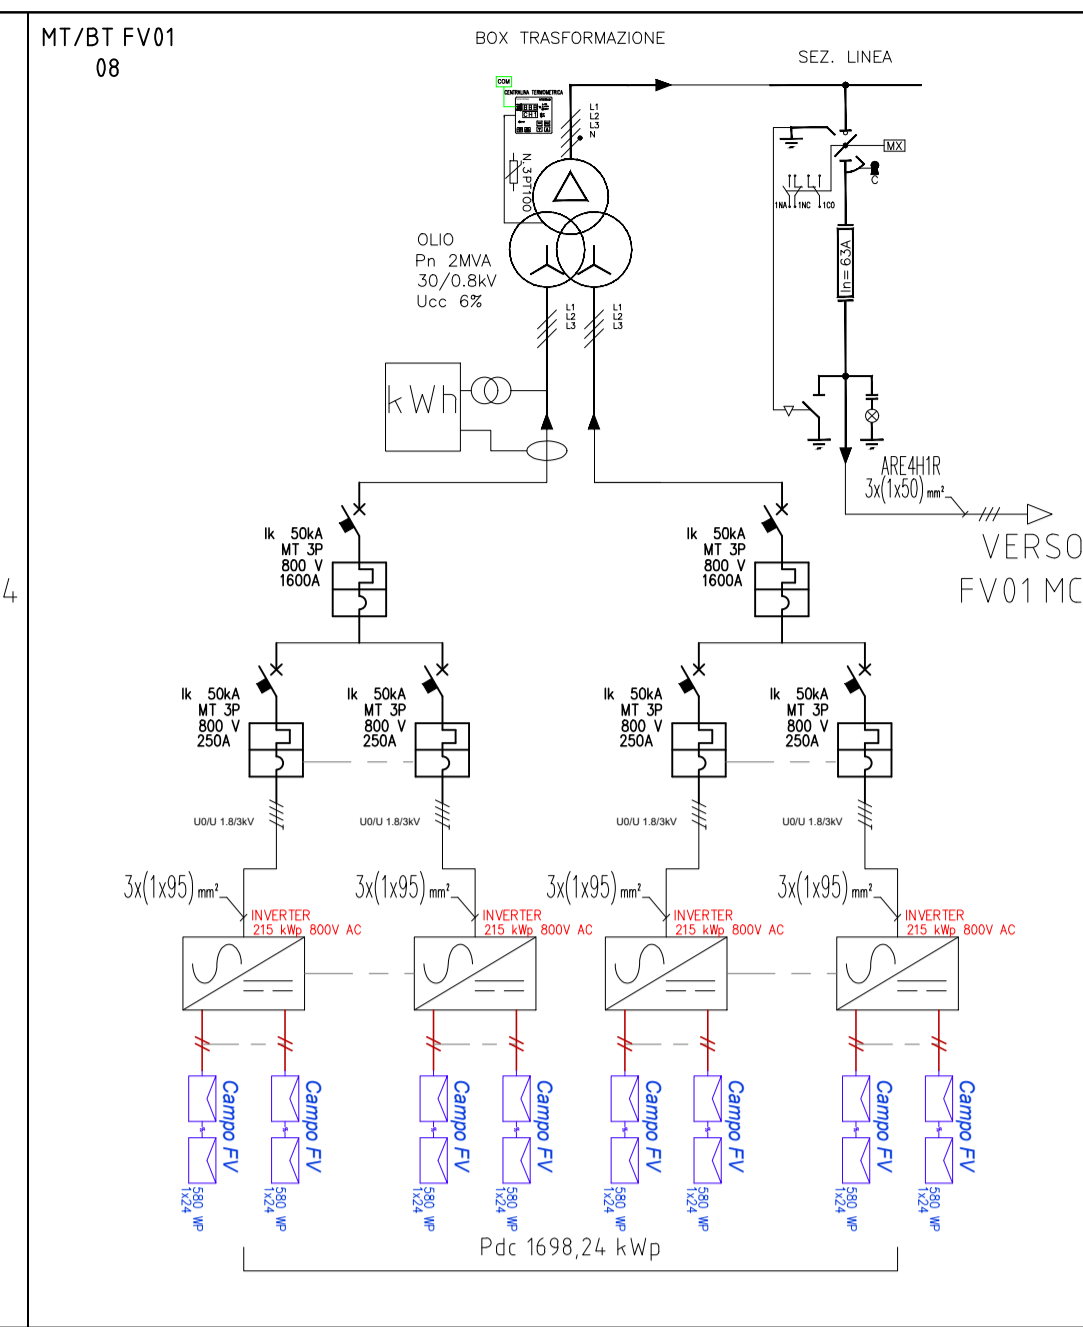 MT/BT FV01
08
BOX TRASFORMAZIONE
SEZ. LINEA
COM
CENTRALINA TERMOMETRICA
CH1
L1
L2
L3
N
N.3PT100
MX
C
1NA
1NC
1CO
OLIO
Pn 2MVA
30/0.8kV
Ucc 6%
In= 63A
L1
L2
L3
L1
L2
L3
kWh
ARE4H1R
3x(1x50) mm²
VERSO
FV01 MC
4
Ik 50kA
MT 3P
800 V
1600A
Ik 50kA
MT 3P
800 V
1600A
Ik 50kA
MT 3P
800 V
250A
Ik 50kA
MT 3P
800 V
250A
Ik 50kA
MT 3P
800 V
250A
Ik 50kA
MT 3P
800 V
250A
U0/U 1.8/3kV
U0/U 1.8/3kV
U0/U 1.8/3kV
U0/U 1.8/3kV
3x(1x95) mm²
3x(1x95) mm²
3x(1x95) mm²
3x(1x95) mm²
INVERTER
215 kWp 800V AC
INVERTER
215 kWp 800V AC
INVERTER
215 kWp 800V AC
INVERTER
215 kWp 800V AC
Campo FV
Campo FV
Campo FV
Campo FV
Campo FV
Campo FV
Campo FV
Campo FV
580 WP
1x24
580 WP
1x24
580 WP
1x24
580 WP
1x24
580 WP
1x24
580 WP
1x24
580 WP
1x24
580 WP
1x24
Pdc 1698,24 kWp